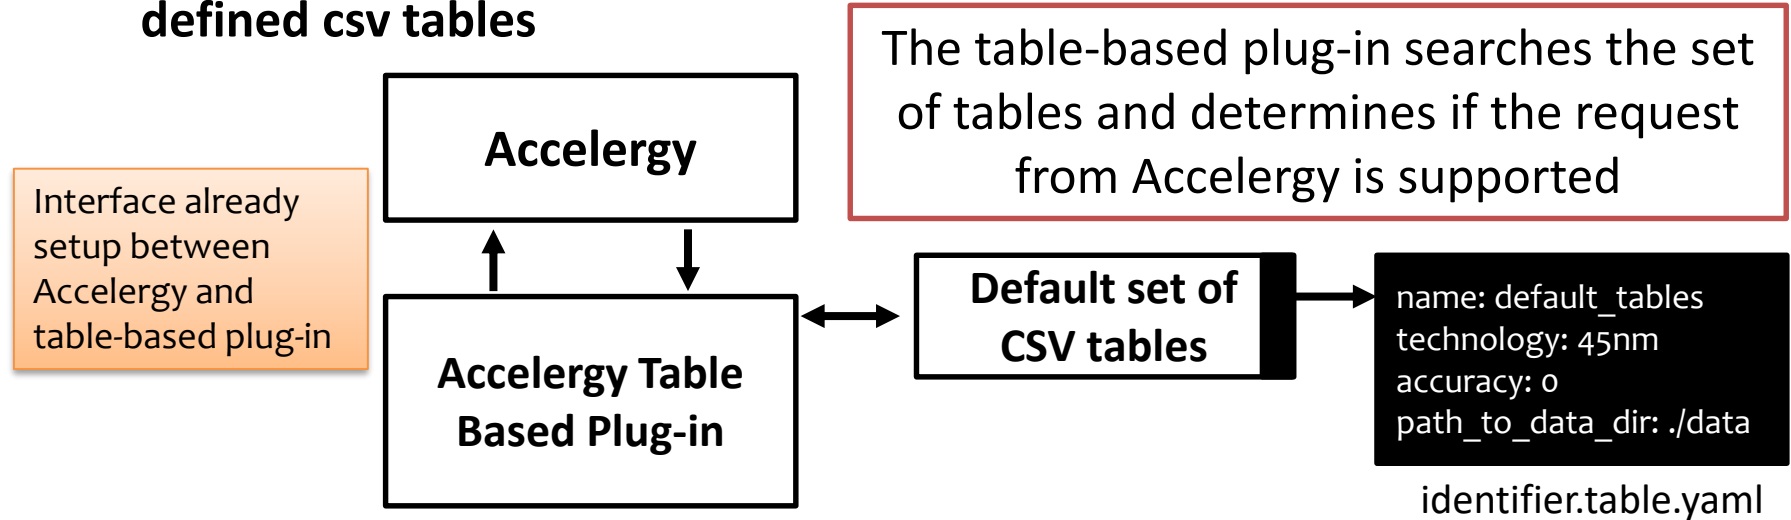 defined csv tables
The table-based plug-in searches the set
of tables and determines if the request
from Accelergy is supported
Accelergy
Interface already
setup between
Accelergy and
table-based plug-in
Accelergy Table
Based Plug-in
Default set of
CSV tables
name: default_tables
technology: 45nm
accuracy: 0
path_to_data_dir: ./data
identifier.table.yaml